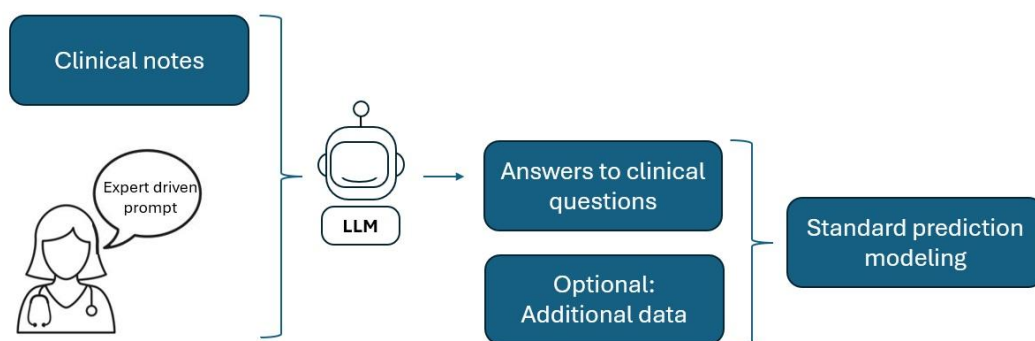 Clinical notes
Expert driven
prompt
LLM
Answers to clinical
questions
Optional:
Additional data
Standard prediction
modeling